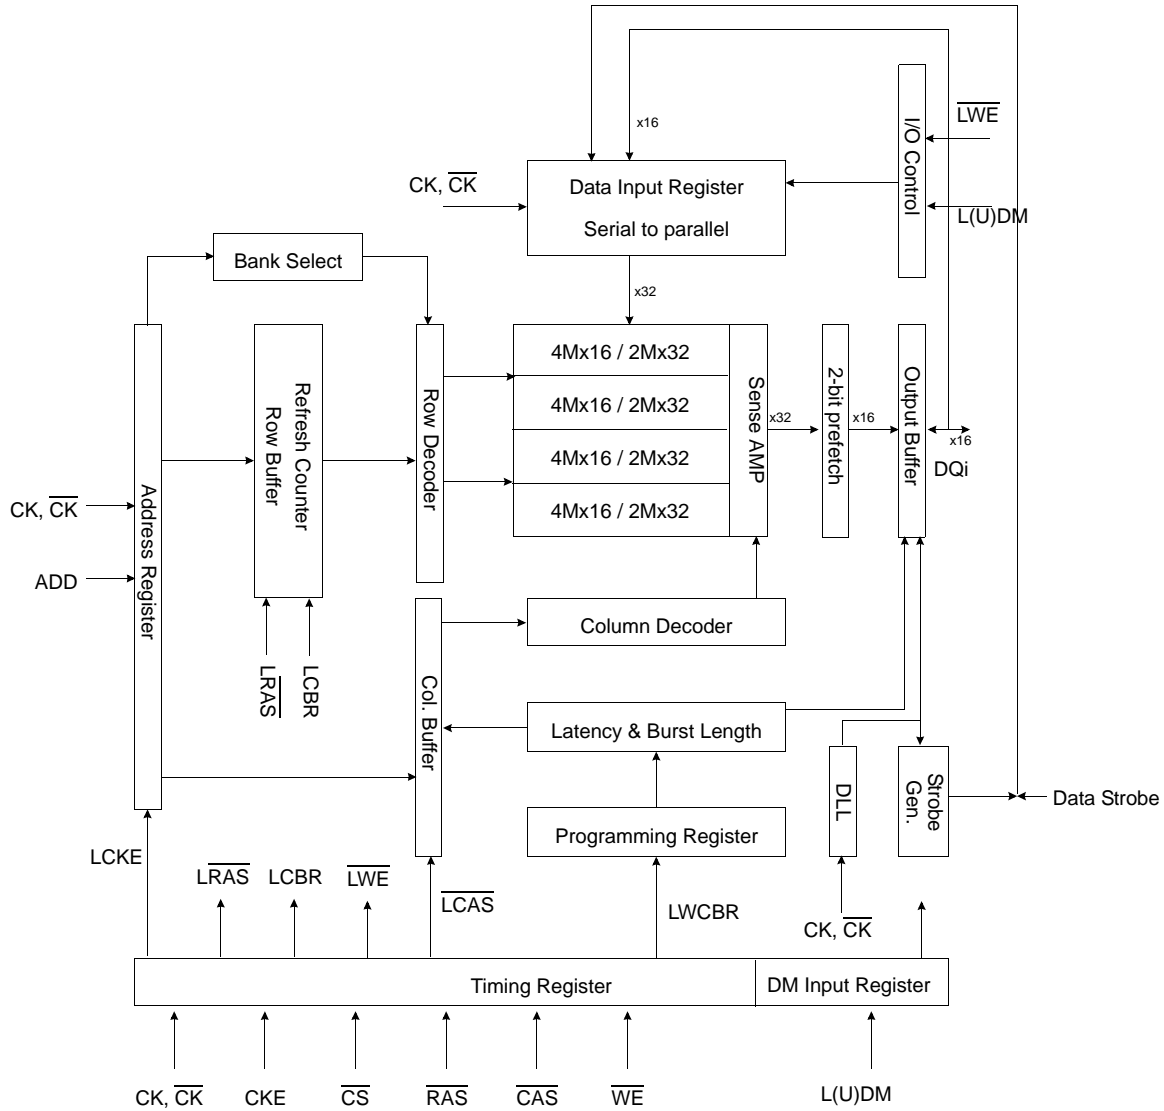 x16
LWE
I/O Control
CK, CK
Data Input Register
Serial to parallel
L(U)DM
Bank Select
x32
4Mx16 / 2Mx32
4Mx16 / 2Mx32
4Mx16 / 2Mx32
4Mx16 / 2Mx32
Sense AMP
x32
2-bit prefetch
x16
Output Buffer
x16
DQi
Refresh Counter
Row Buffer
Row Decoder
Address Register
CK, CK
ADD
LRAS
LCBR
Col. Buffer
Column Decoder
Latency & Burst Length
Programming Register
DLL
Strobe
Gen.
Data Strobe
LCKE
LRAS
LCBR
LWE
LCAS
LWCBR
CK, CK
Timing Register
DM Input Register
CK, CK
CKE
CS
RAS
CAS
WE
L(U)DM